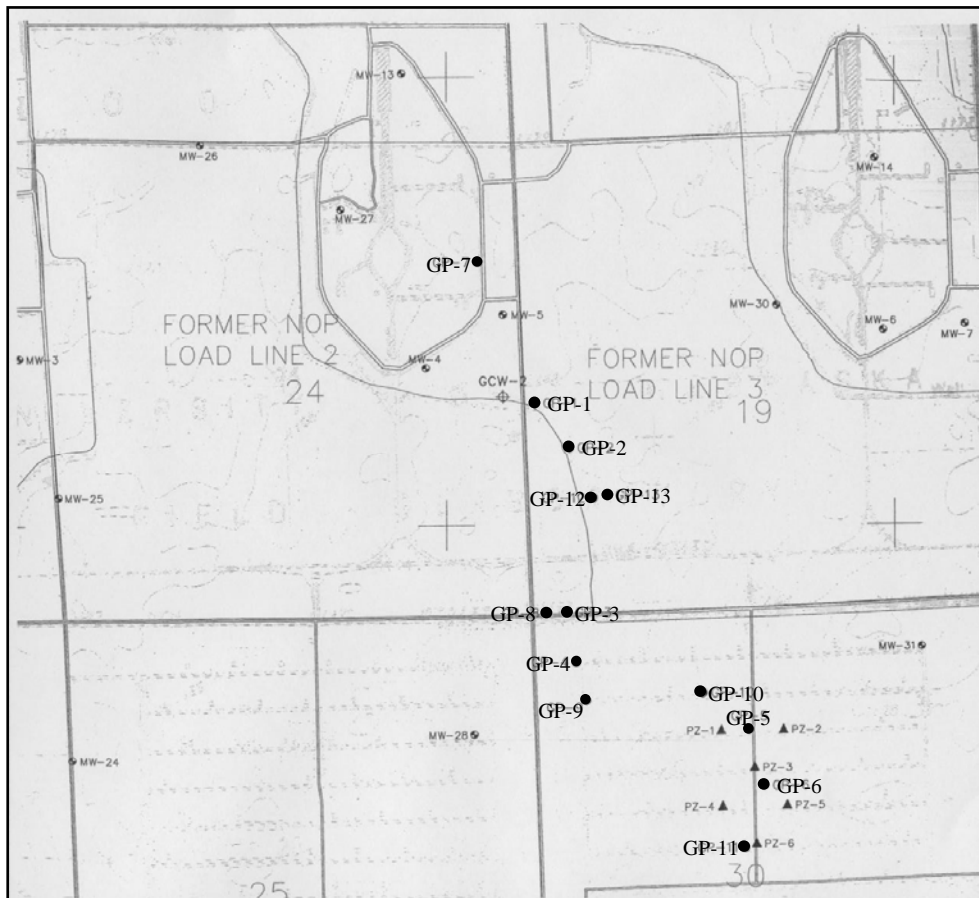 MW-13
MW-26
MW-14
MW-27
GP-7
MW-30
MW-5
MW-6
MW-7
FORMER NOP
LOAD LINE 2
24
MW-3
MW-4
GCW-2
FORMER NOP
LOAD LINE 3
19
GP-1
GP-2
MW-25
GP-12
GP-13
GP-8
GP-3
MW-31
GP-4
GP-10
GP-9
GP-5
MW-28
PZ-1
PZ-2
MW-24
PZ-3
GP-6
PZ-4
PZ-5
GP-11
PZ-6
25
30